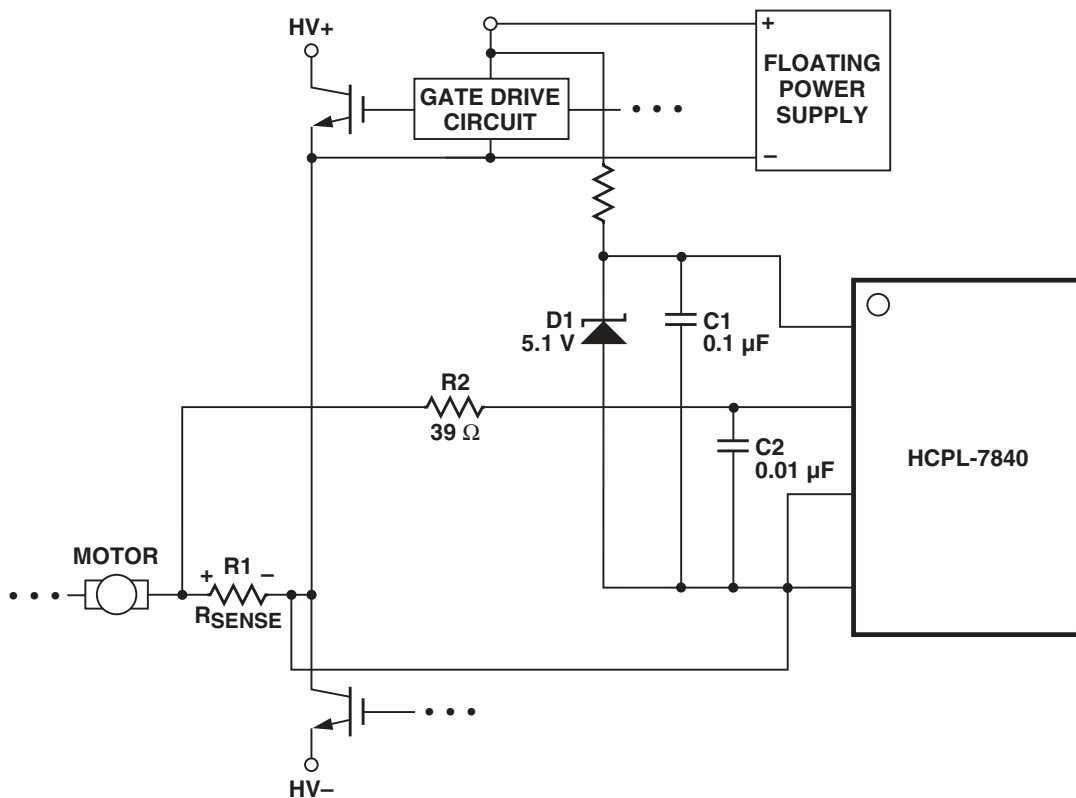 HV+
+
FLOATING
POWER
SUPPLY
GATE DRIVE
CIRCUIT
• • •
−
D1
5.1 V
C1
0.1 µF
R2
39 Ω
C2
0.01 µF
HCPL-7840
MOTOR
+ R1 −
• • •
RSENSE
• • •
HV−